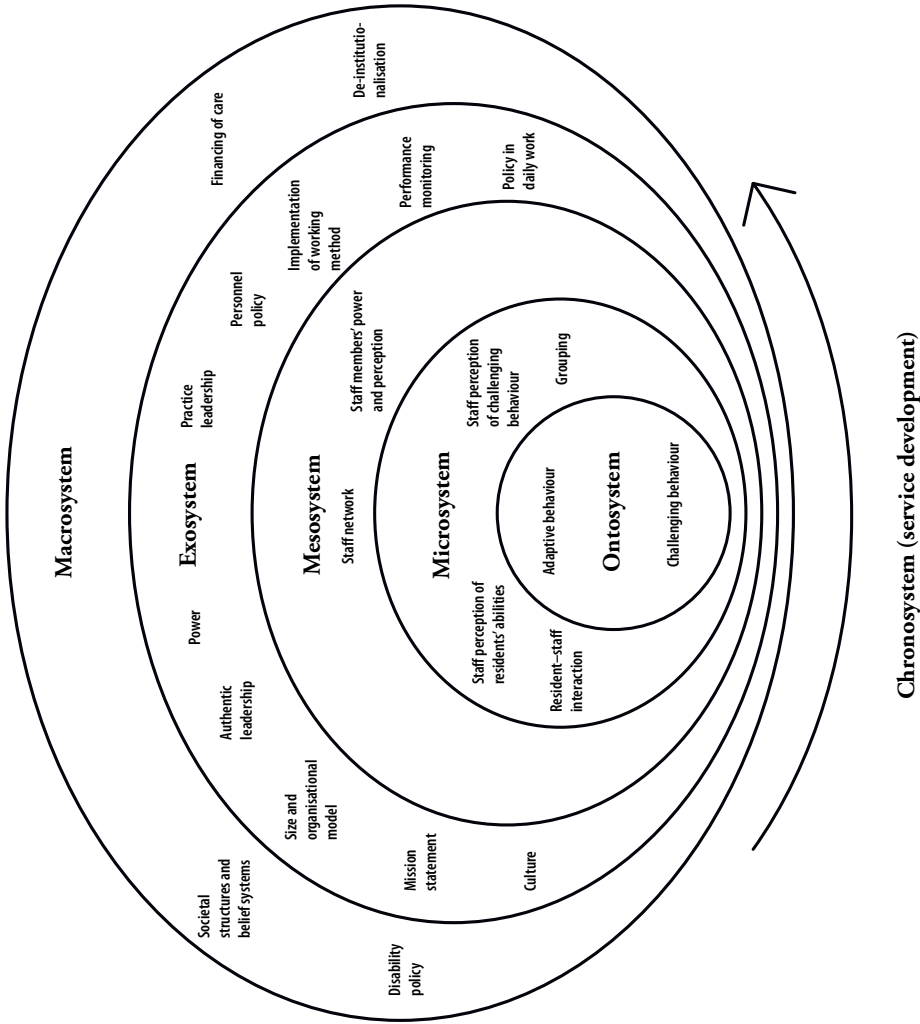 Macrosystem
Disability
policy
Societal
structures and
belief systems
Financing of care
De-institutio-
nalisation
Exosystem
Culture
Mission
statement
Size and
organisational
model
Authentic
leadership
Power
Practice
leadership
Personnel
policy
Implementation
of working
method
Performance
monitoring
Policy in
daily work
Mesosystem
Staff network
Staff members’ power
and perception
Microsystem
Resident–staff
interaction
Staff perception of
residents’ abilities
Staff perception
of challenging
behaviour
Grouping
Adaptive behaviour
Ontosystem
Challenging behaviour
Chronosystem (service development)